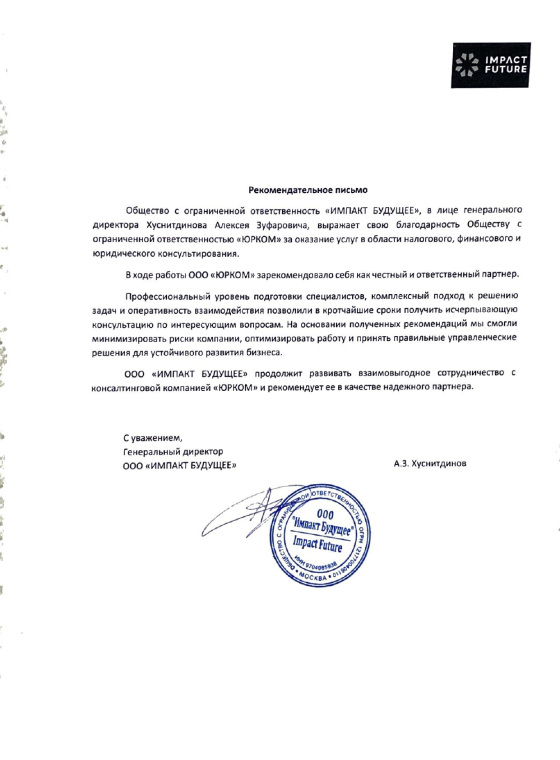 IMPACT
FUTURE
Рекомендательное письмо
Общество с ограниченной ответственность «ИМПАКТ БУДУЩЕЕ», в лице генерального
директора Хуснитдинова Алексея Зуфаровича, выражает свою благодарность Обществу с
ограниченной ответственностью «ЮРКОМ» за оказание услуг в области налогового, финансового и
юридического консультирования.
В ходе работы ООО «ЮРКОМ» зарекомендовало себя как честный и ответственный партнер.
Профессиональный уровень подготовки специалистов, комплексный подход к решению
задач и оперативность взаимодействия позволили в кротчайшие сроки получить исчерпывающую
консультацию по интересующим вопросам. На основании полученных рекомендаций мы смогли
минимизировать риски компании, оптимизировать работу и принять правильные управленческие
решения для устойчивого развития бизнеса.
ООО «ИМПАКТ БУДУЩЕЕ» продолжит развивать взаимовыгодное сотрудничество с
консалтинговой компанией «ЮРКОМ» и рекомендует ее в качестве надежного партнера.
С уважением,
Генеральный директор
ООО «ИМПАКТ БУДУЩЕЕ»
А.З. Хуснитдинов
ОБЩЕСТВО С ОГРАНИЧЕННОЙ ОТВЕТСТВЕННОСТЬЮ ОГРН
ООО
"Импакт Будущее"
Impact Future
ИНН
МОСКВА